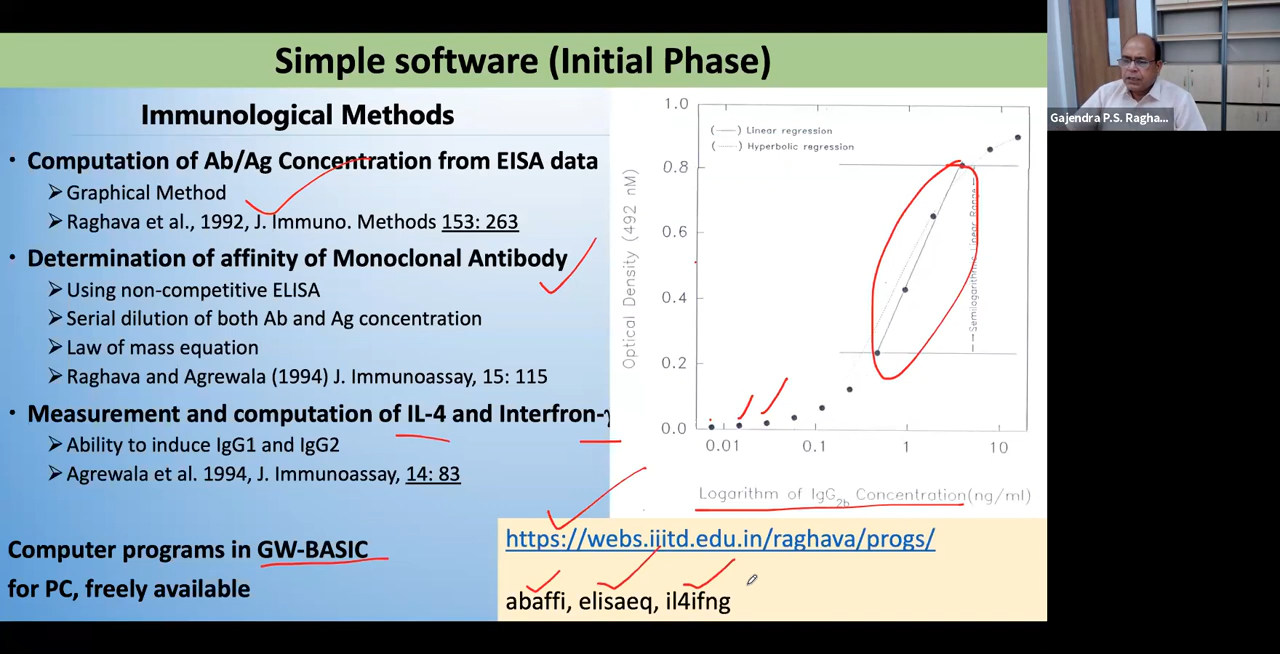 Simple software (Initial Phase)
Immunological Methods
• Computation of Ab/Ag Concentration from EISA data
➢Graphical Method
➢Raghava et al., 1992, J. Immuno. Methods 153: 263
• Determination of affinity of Monoclonal Antibody
➢Using non-competitive ELISA
➢Serial dilution of both Ab and Ag concentration
➢Law of mass equation
➢Raghava and Agrewala (1994) J. Immunoassay, 15: 115
• Measurement and computation of IL-4 and Interfron-γ
➢Ability to induce IgG1 and IgG2
➢Agrewala et al. 1994, J. Immunoassay, 14: 83
Computer programs in GW-BASIC
for PC, freely available
Optical Density (492 nM)
1.0
0.8
0.6
0.4
0.2
0.0
(——) Linear regression
(——) Hyperbolic regression
Semilogarithmic Linear Range
0.01 0.1 1 10
Logarithm of IgG2b Concentration(ng/ml)
https://webs.iiitd.edu.in/raghava/progs/
abaffi, elisaeq, il4ifng
Gajendra P.S. Ragha...